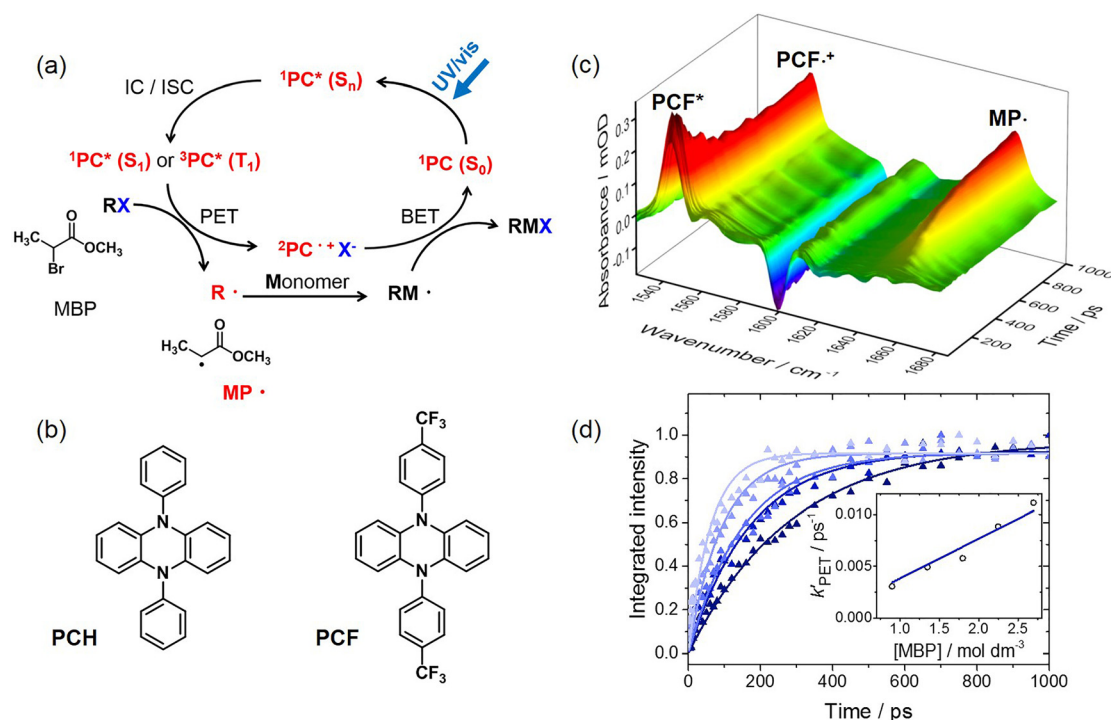 (a)
UV/vis
¹PC* (Sₙ)
IC / ISC
¹PC* (S₁) or ³PC* (T₁)
¹PC (S₀)
RX
PET
BET
RMX
O
H₃C
OCH₃
Br
²PC·⁺X⁻
MBP
R·
Monomer
RM·
O
H₃C
OCH₃
MP·
(b)
N
N
PCH
CF₃
N
N
CF₃
PCF
(c)
PCF·⁺
PCF*
MP·
Absorbance / mOD
0.3
0.2
0.1
0.0
-0.1
1540
1560
1580
1600
1620
1640
1660
1680
Wavenumber / cm⁻¹
200
400
600
800
1000
Time / ps
(d)
Integrated intensity
1.0
0.8
0.6
0.4
0.2
0.0
0
200
400
600
800
1000
Time / ps
k'PET / ps⁻¹
0.010
0.005
0.000
1.0
1.5
2.0
2.5
[MBP] / mol dm⁻³